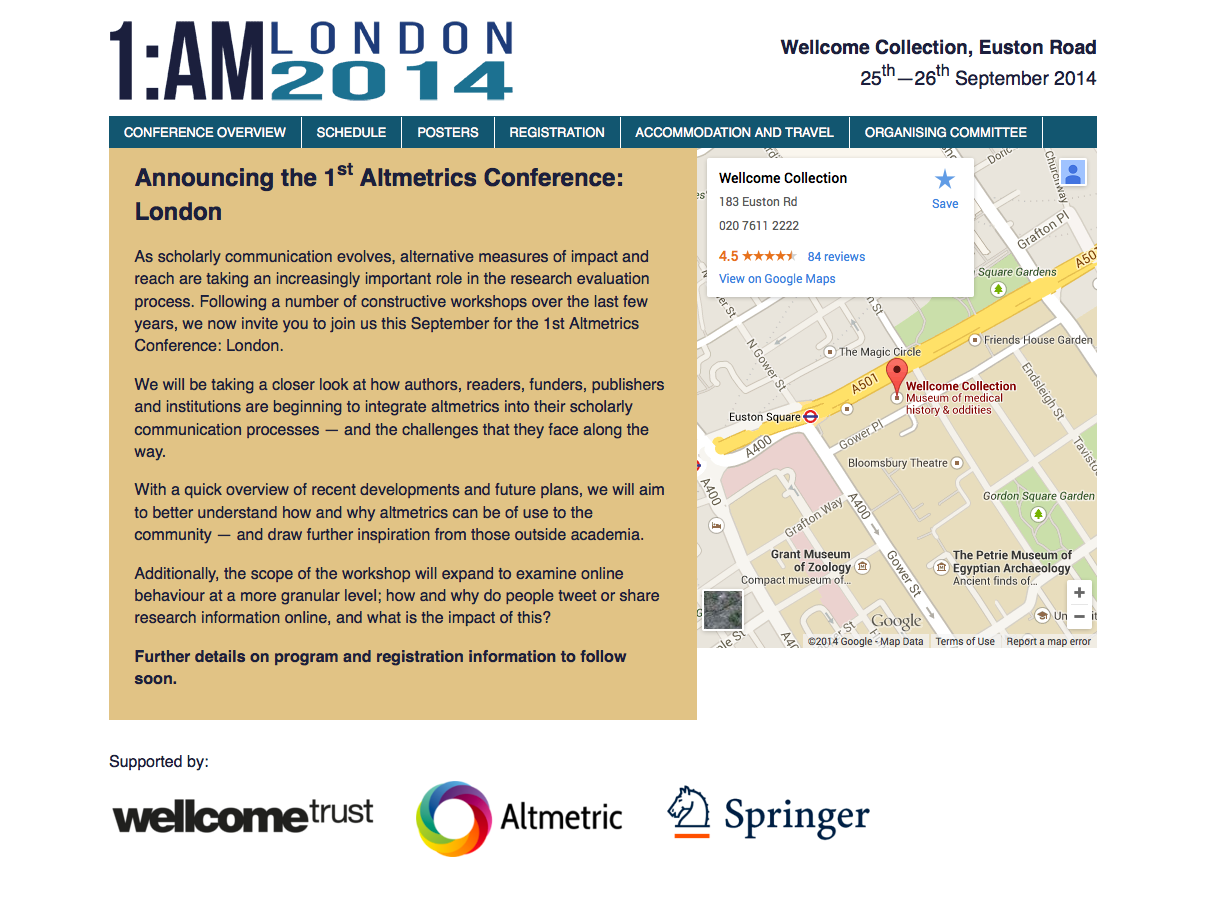 1:AM LONDON
2014
Wellcome Collection, Euston Road
25th—26th September 2014
CONFERENCE OVERVIEW
SCHEDULE
POSTERS
REGISTRATION
ACCOMMODATION AND TRAVEL
ORGANISING COMMITTEE
Announcing the 1st Altmetrics Conference:
London
As scholarly communication evolves, alternative measures of impact and
reach are taking an increasingly important role in the research evaluation
process. Following a number of constructive workshops over the last few
years, we now invite you to join us this September for the 1st Altmetrics
Conference: London.
We will be taking a closer look at how authors, readers, funders, publishers
and institutions are beginning to integrate altmetrics into their scholarly
communication processes — and the challenges that they face along the
way.
With a quick overview of recent developments and future plans, we will aim
to better understand how and why altmetrics can be of use to the
community — and draw further inspiration from those outside academia.
Additionally, the scope of the workshop will expand to examine online
behaviour at a more granular level; how and why do people tweet or share
research information online, and what is the impact of this?
Further details on program and registration information to follow
soon.
Wellcome Collection
183 Euston Rd
020 7611 2222
4.5
84 reviews
View on Google Maps
Save
Doric
Churchway
Grafton Pl
A501
Square Gardens
Friends House Garden
The Magic Circle
N Gower St
A501
Wellcome Collection
Museum of medical
history & oddities
Endsleigh St
Euston Square
Gower Pl
A400
Bloomsbury Theatre
A400
A400
Gordon Square Garden
Grafton Way
Gower St
Grant Museum
of Zoology
Compact museum of...
The Petrie Museum of
Egyptian Archaeology
Ancient finds of...
+
−
Google
©2014 Google - Map Data
Terms of Use
Report a map error
Supported by:
wellcometrust
Altmetric
Springer